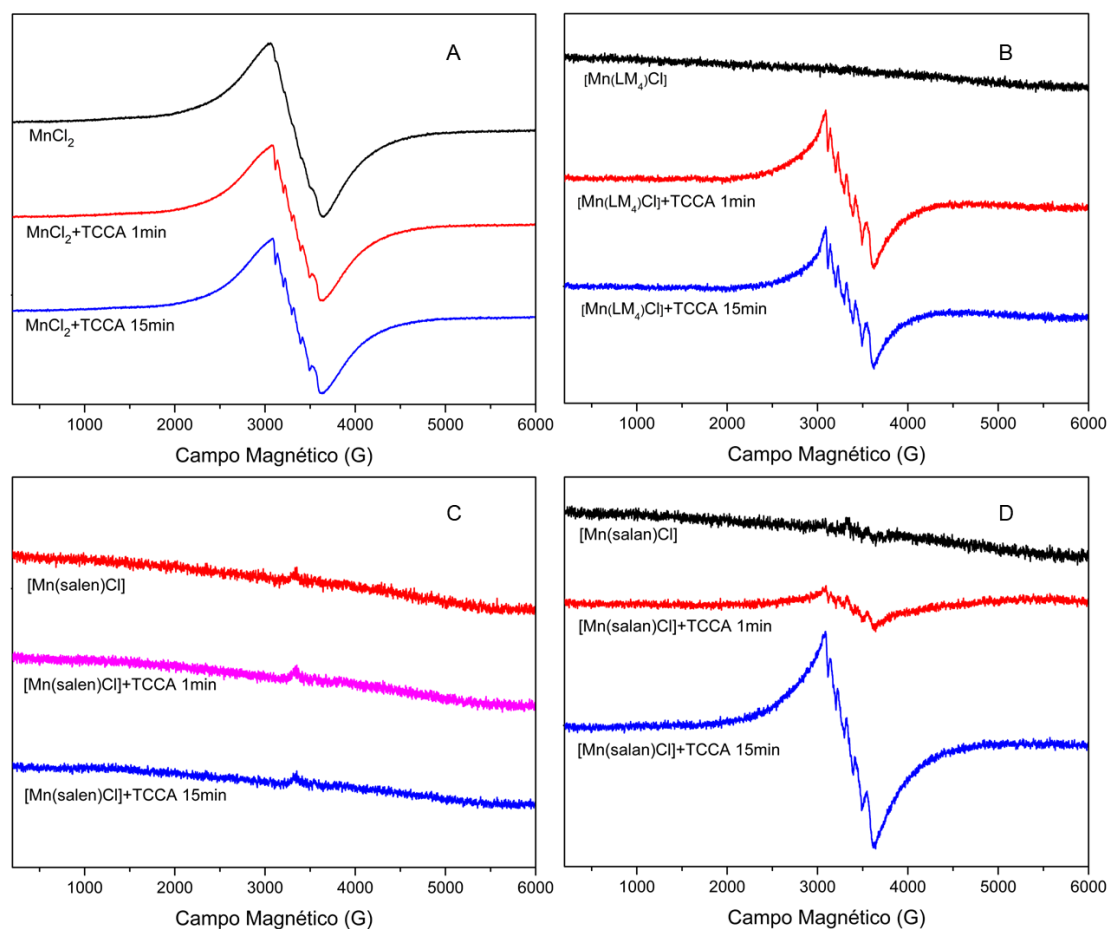 A
MnCl₂
MnCl₂+TCCA 1min
MnCl₂+TCCA 15min
1000 2000 3000 4000 5000 6000
Campo Magnético (G)
B
[Mn(LM₄)Cl]
[Mn(LM₄)Cl]+TCCA 1min
[Mn(LM₄)Cl]+TCCA 15min
1000 2000 3000 4000 5000 6000
Campo Magnético (G)
C
[Mn(salen)Cl]
[Mn(salen)Cl]+TCCA 1min
[Mn(salen)Cl]+TCCA 15min
1000 2000 3000 4000 5000 6000
Campo Magnético (G)
D
[Mn(salan)Cl]
[Mn(salan)Cl]+TCCA 1min
[Mn(salan)Cl]+TCCA 15min
1000 2000 3000 4000 5000 6000
Campo Magnético (G)